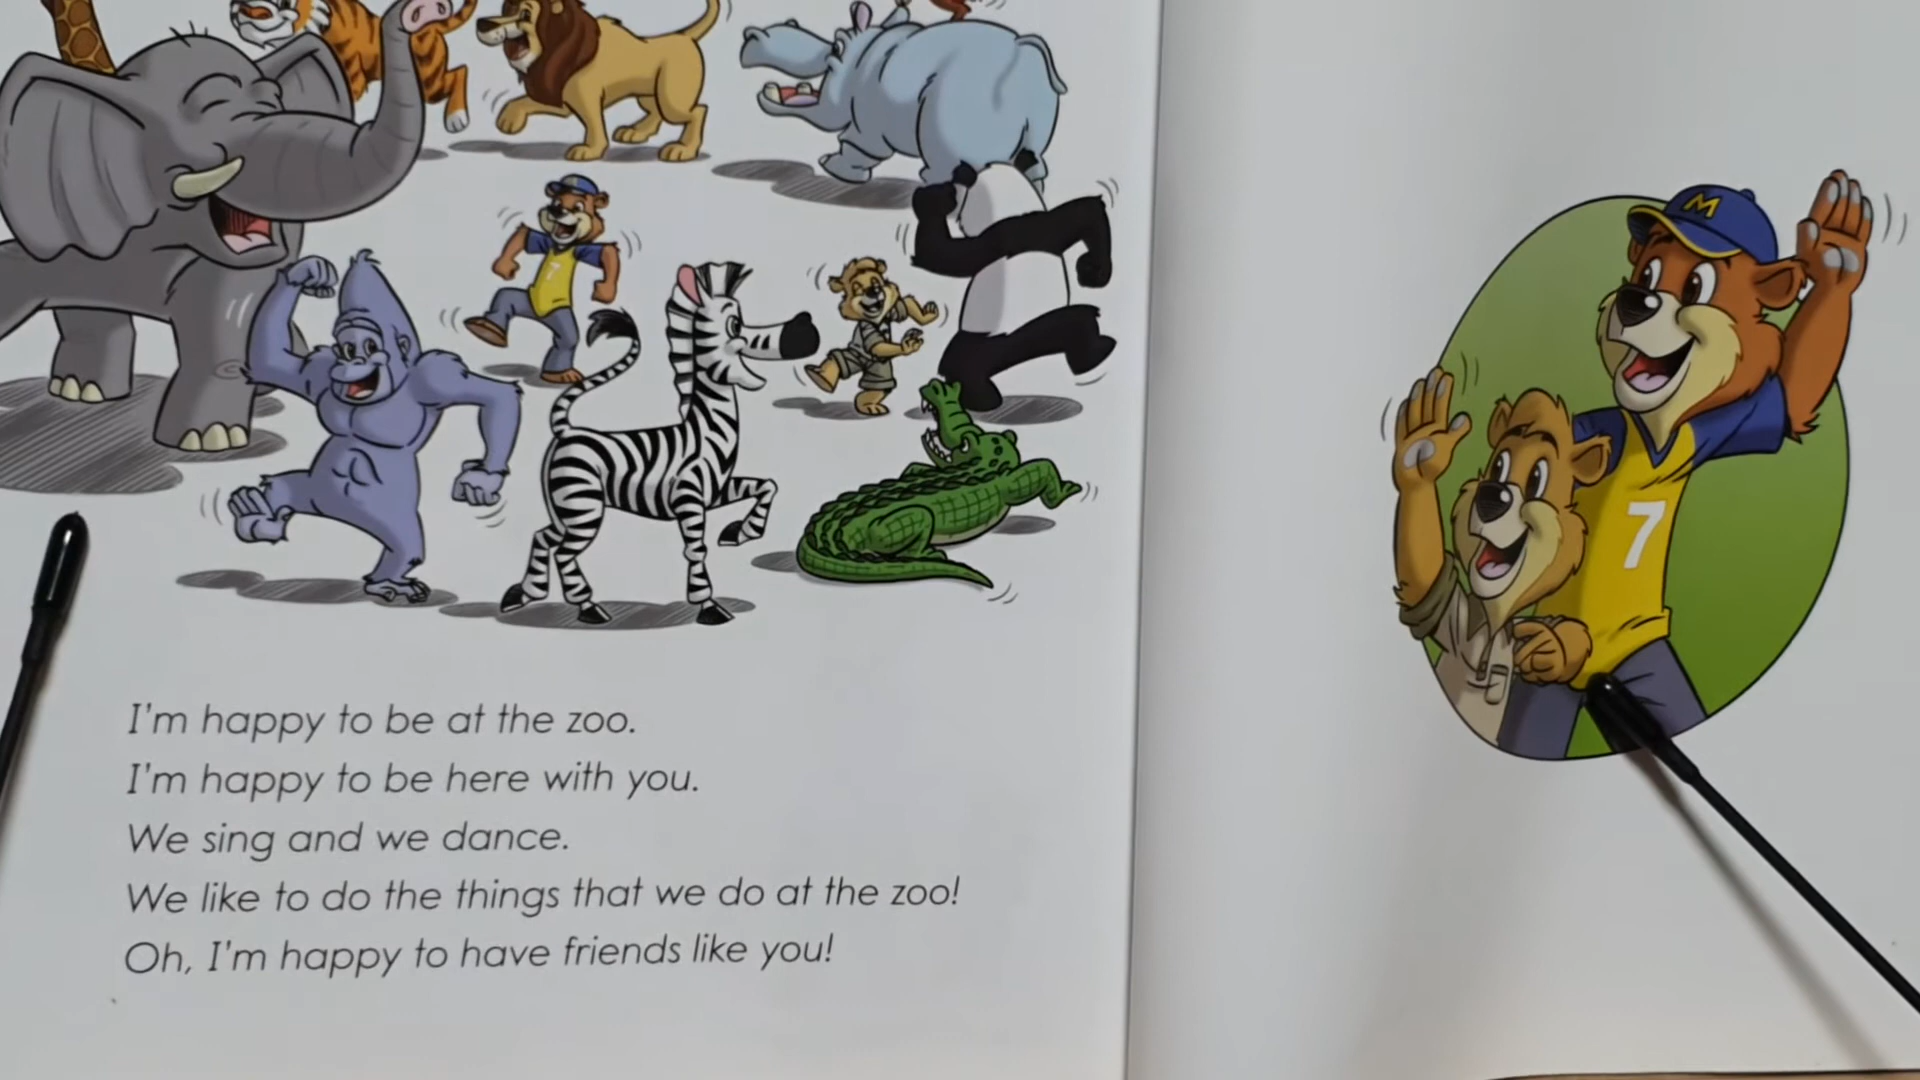 7
I'm happy to be at the zoo.
I'm happy to be here with you.
We sing and we dance.
We like to do the things that we do at the zoo!
Oh, I'm happy to have friends like you!
M
7